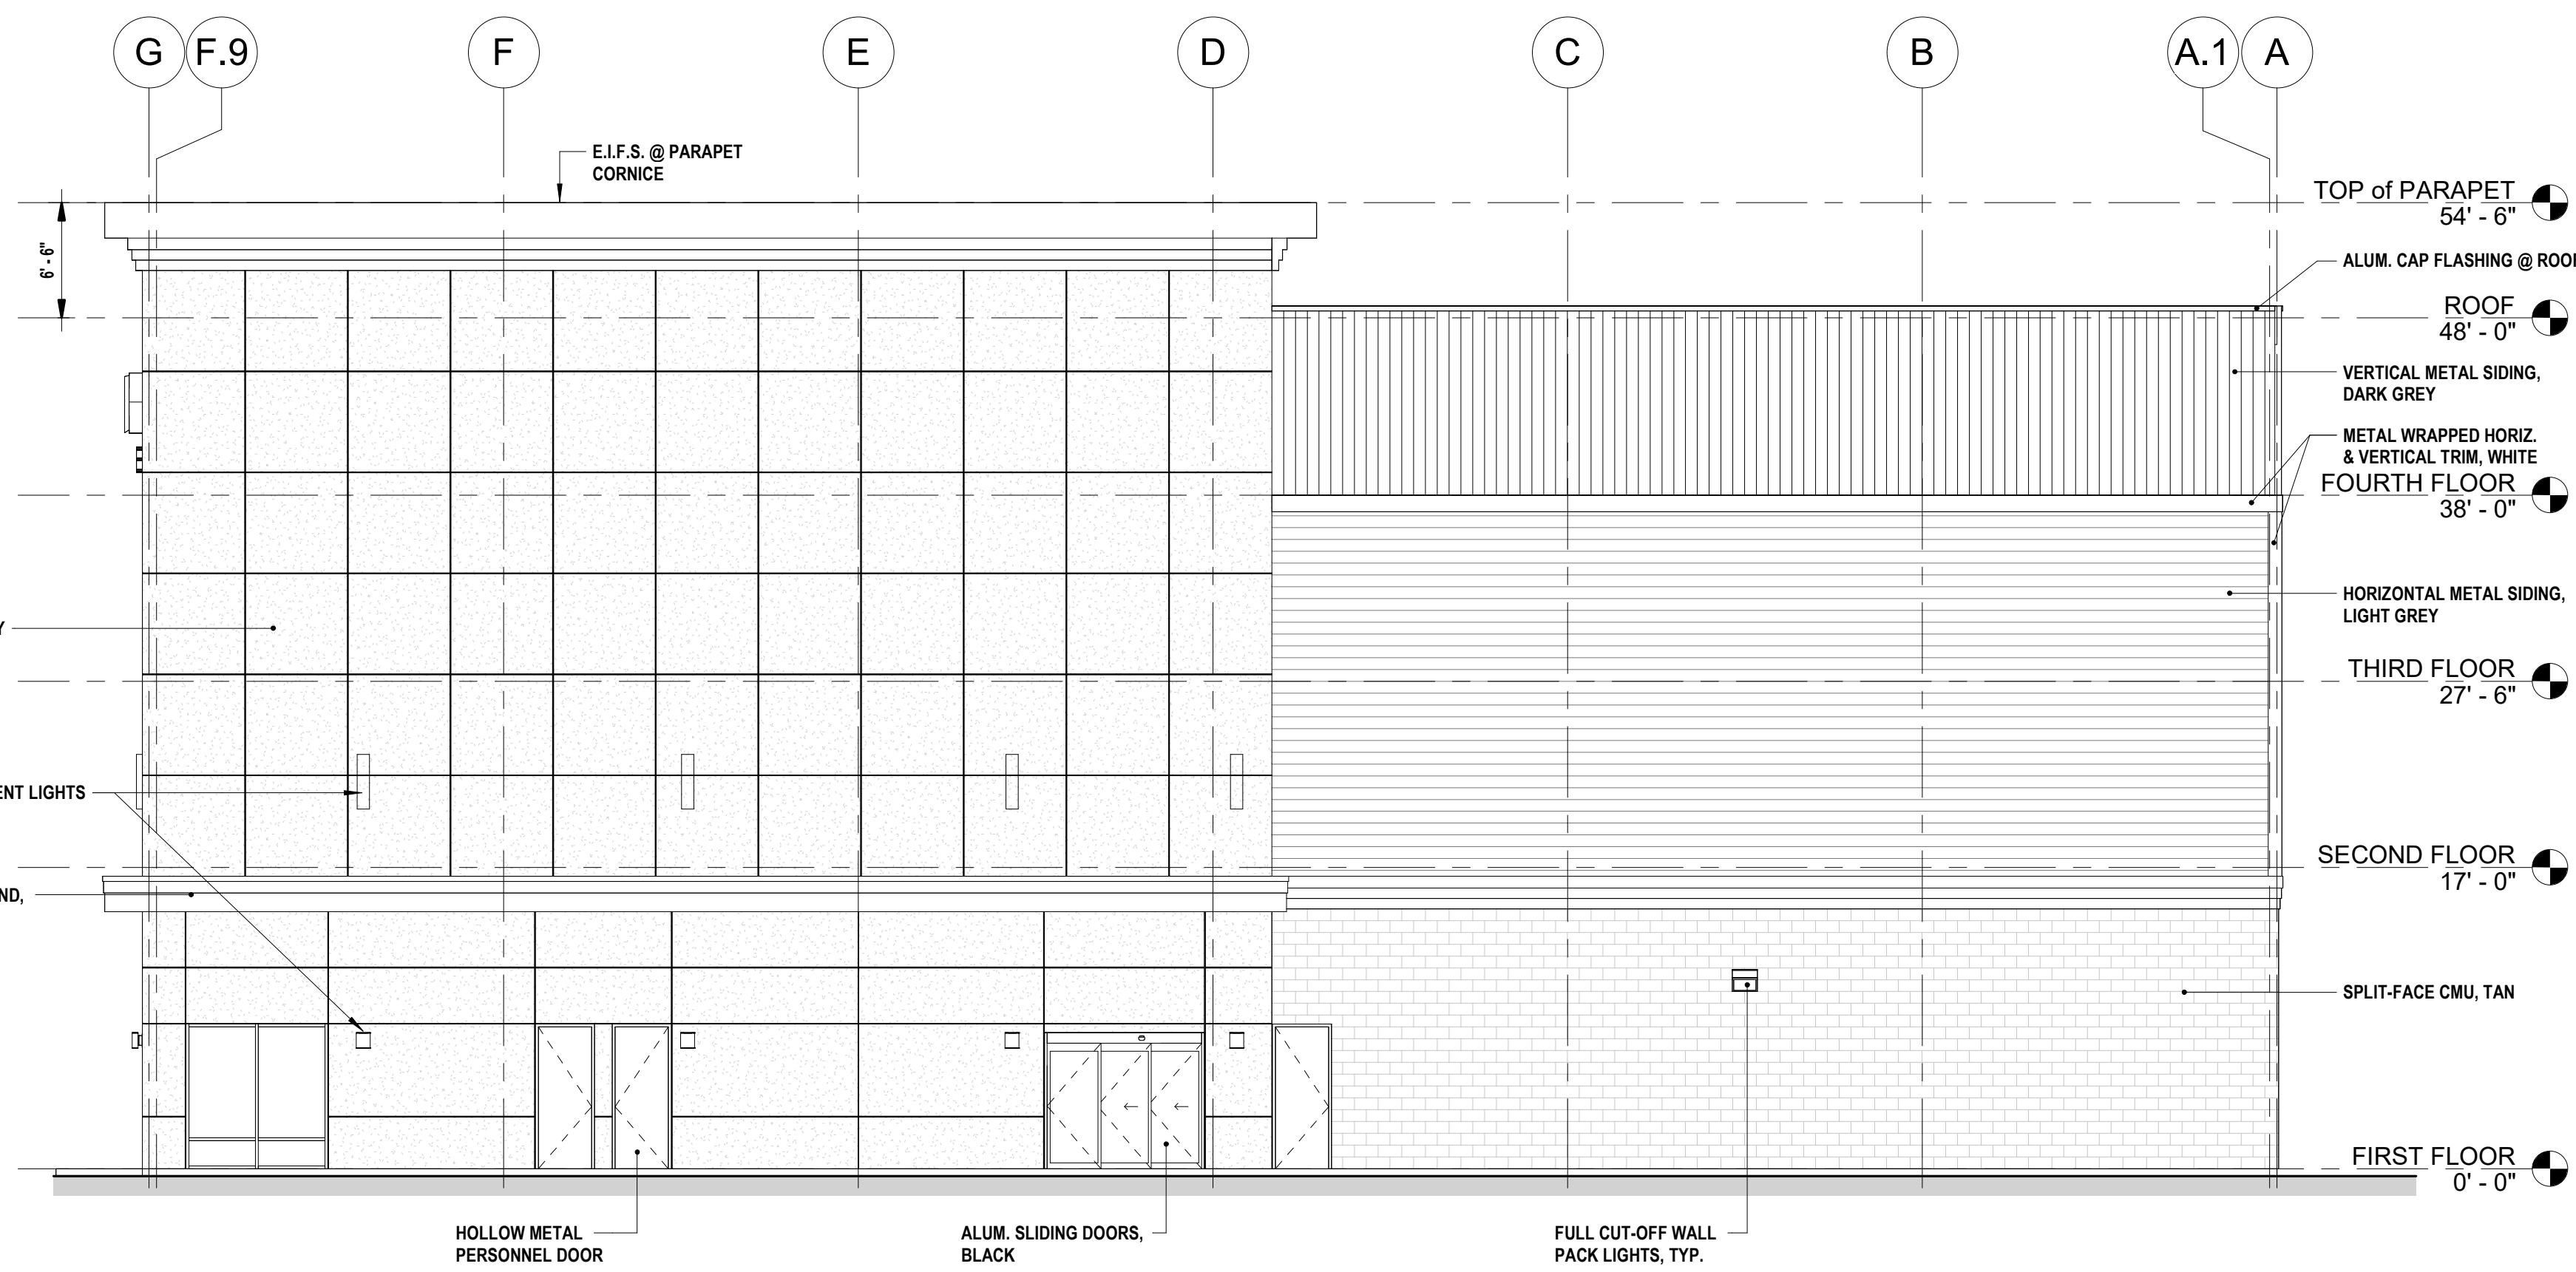 G
F.9
F
E
D
C
B
A.1
A
E.I.F.S. @ PARAPET
CORNICE
TOP of PARAPET
54' - 6"
6' - 6"
ALUM. CAP FLASHING @
ROOF
48' - 0"
VERTICAL METAL SIDING,
DARK GREY
METAL WRAPPED HORIZ.
& VERTICAL TRIM, WHITE
FOURTH FLOOR
38' - 0"
HORIZONTAL METAL SIDING,
LIGHT GREY
THIRD FLOOR
27' - 6"
LIGHTS
SECOND FLOOR
17' - 0"
SPLIT-FACE CMU, TAN
FIRST FLOOR
0' - 0"
HOLLOW METAL
PERSONNEL DOOR
ALUM. SLIDING DOORS,
BLACK
FULL CUT-OFF WALL
PACK LIGHTS, TYP.